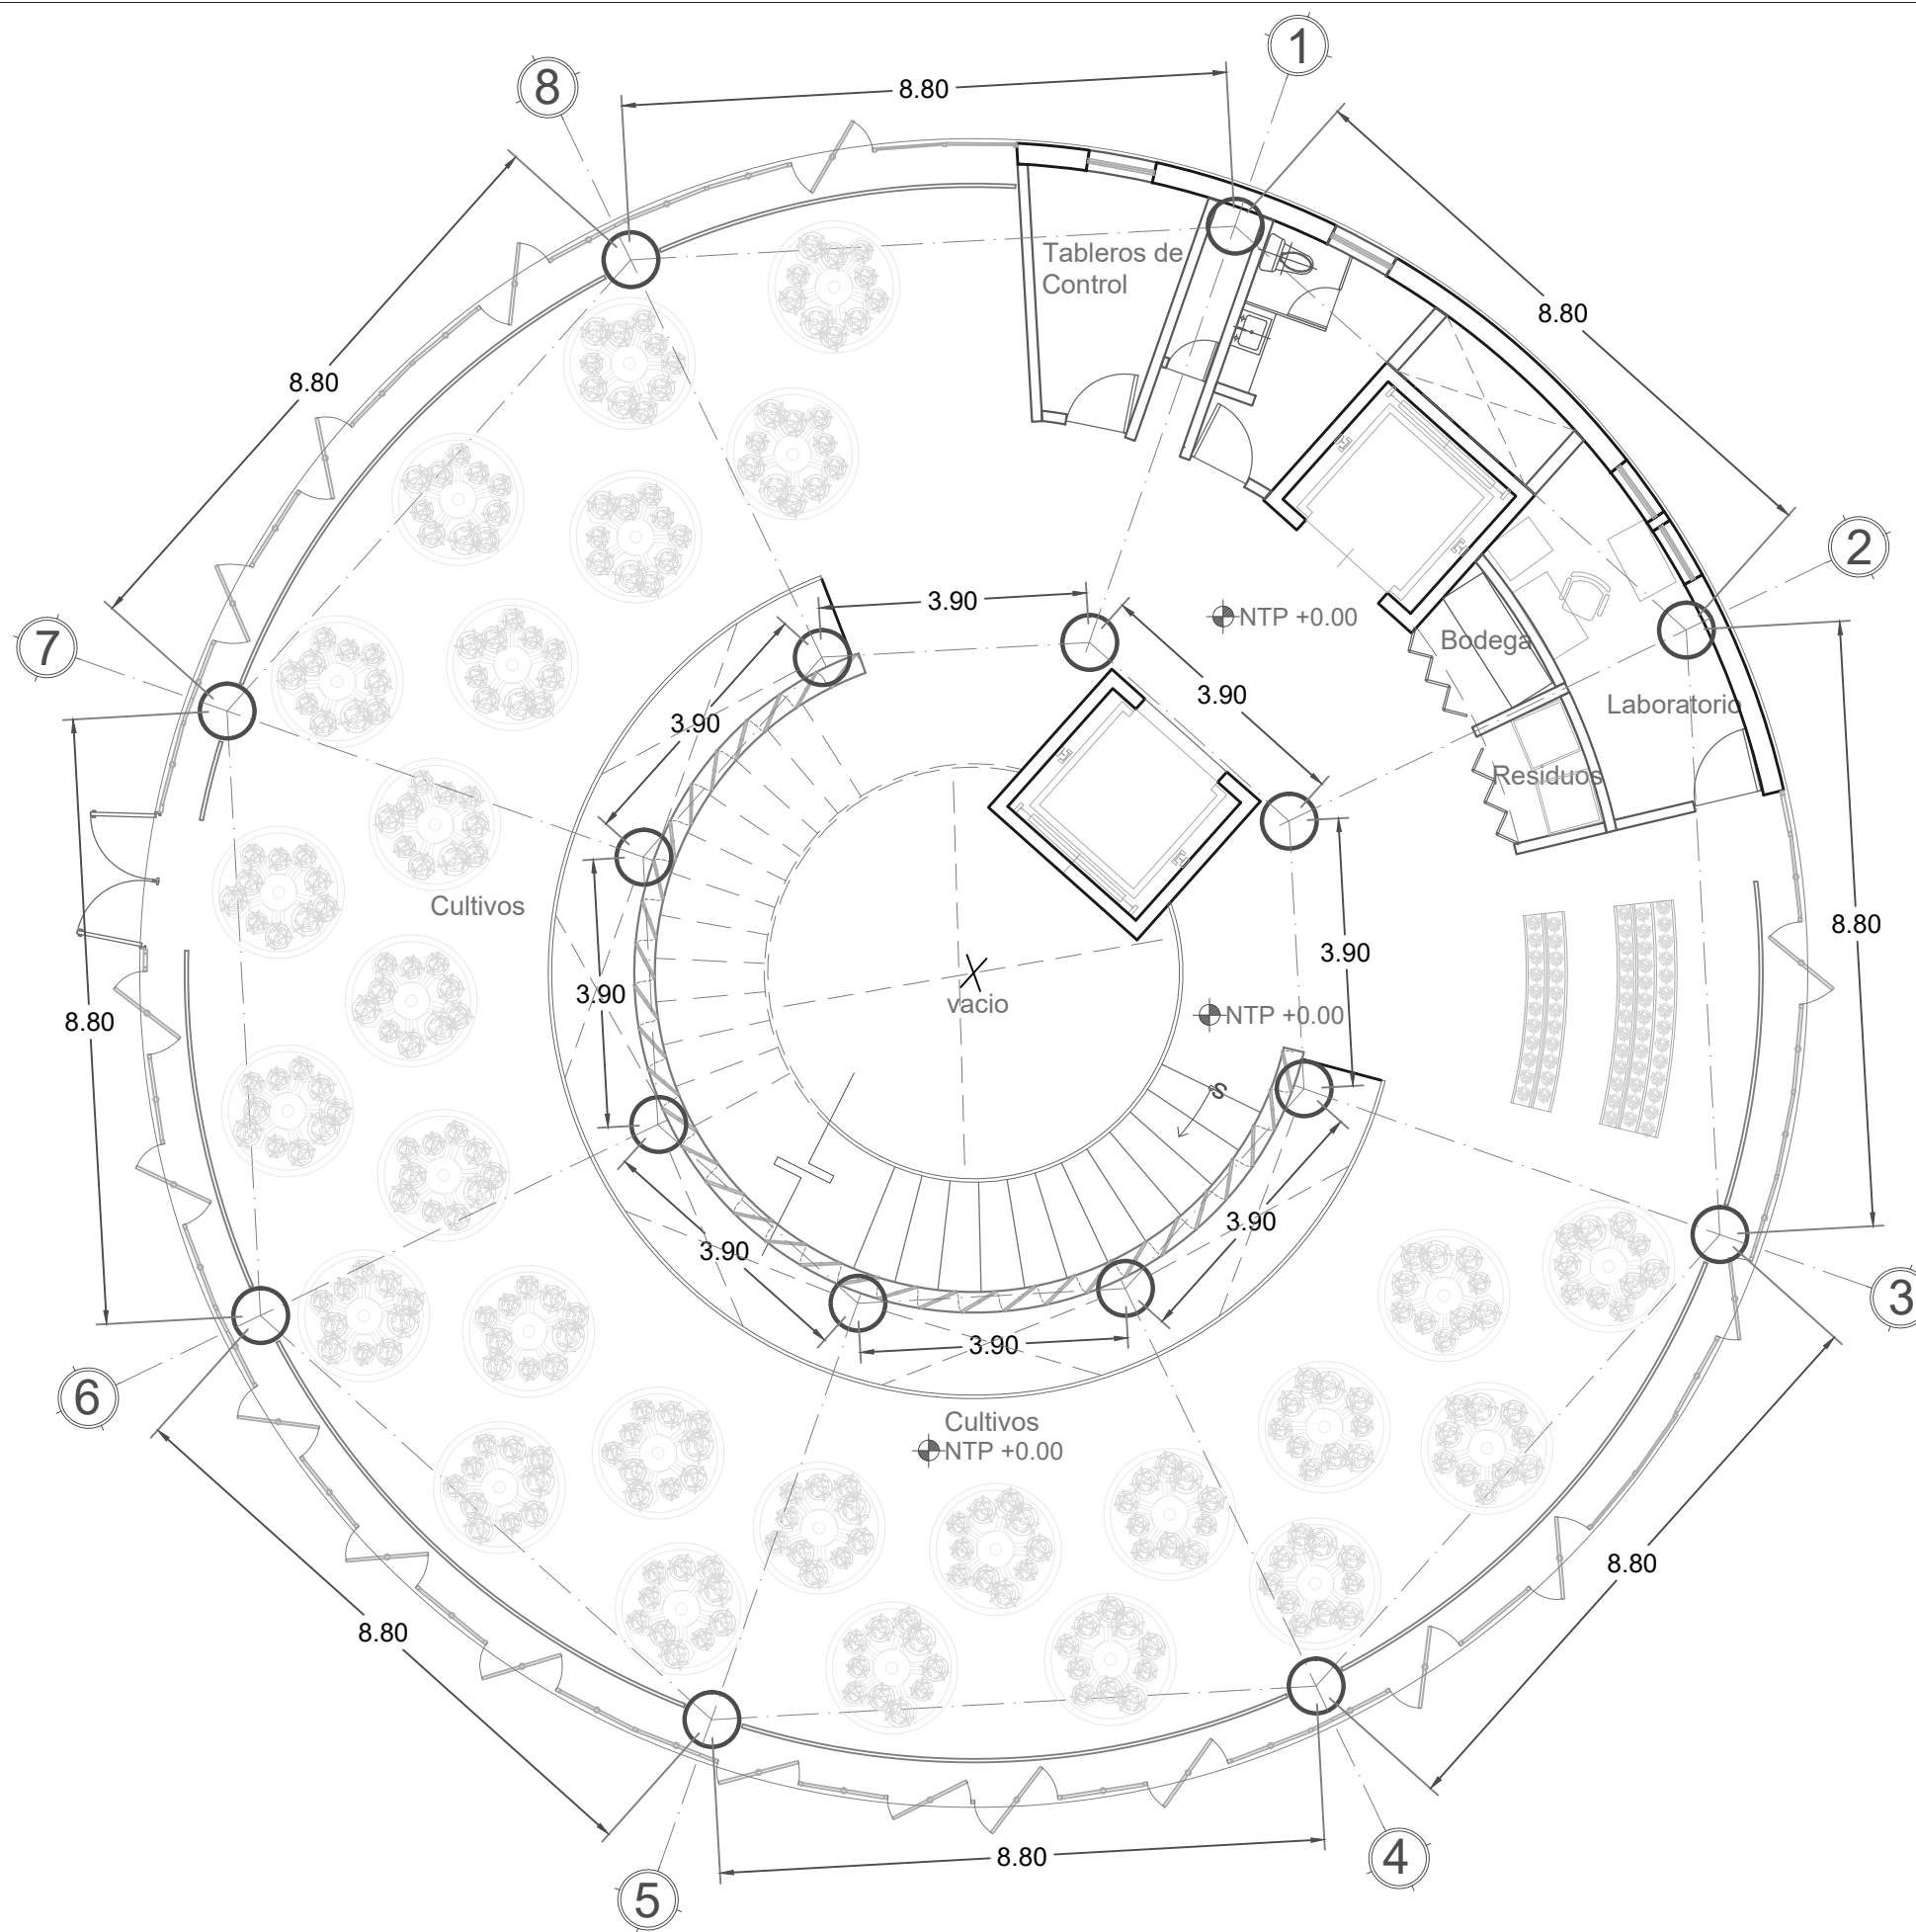 1
8
8.80
Tableros de
Control
8.80
8.80
2
3.90
NTP +0.00
Bodega
7
3.90
3.90
Laboratorio
Residuos
Cultivos
8.80
3.90
3.90
vacio
NTP +0.00
8.80
S
3.90
3.90
3
3.90
6
Cultivos
NTP +0.00
8.80
8.80
8.80
4
5